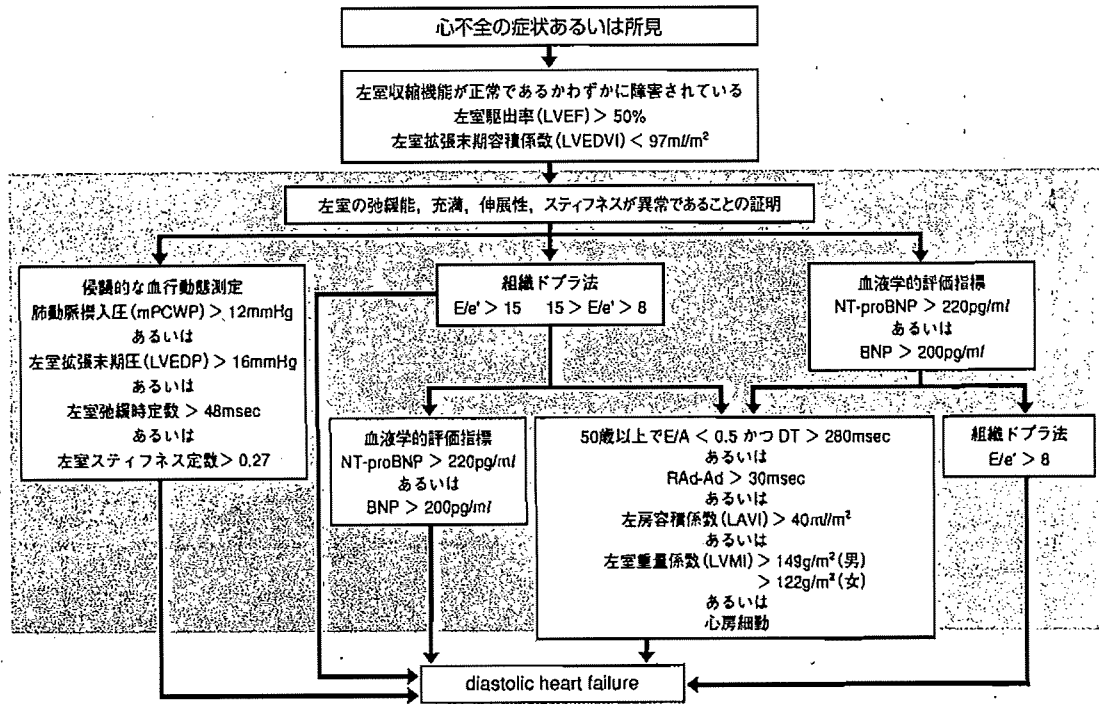 心不全の症状あるいは所見
左室収縮機能が正常であるかわずかに障害されている
左室駆出率(LVEF) > 50%
左室拡張末期容積係数(LVEDVI) < 97ml/m²
左室の弛緩能，充満，伸展性，スティフネスが異常であることの証明
侵襲的な血行動態測定
肺動脈楔入圧(mPCWP) > 12mmHg
あるいは
左室拡張末期圧(LVEDP) > 16mmHg
あるいは
左室弛緩時定数 > 48msec
あるいは
左室スティフネス定数 > 0.27
組織ドプラ法
E/e' > 15 15 > E/e' > 8
血液学的評価指標
NT-proBNP > 220pg/ml
あるいは
BNP > 200pg/ml
血液学的評価指標
NT-proBNP > 220pg/ml
あるいは
BNP > 200pg/ml
50歳以上でE/A < 0.5 かつ DT > 280msec
あるいは
RAd-Ad > 30msec
あるいは
左房容積係数(LAVI) > 40ml/m²
あるいは
左室重量係数(LVMI) > 149g/m²(男)
> 122g/m²(女)
あるいは
心房細動
組織ドプラ法
E/e' > 8
diastolic heart failure